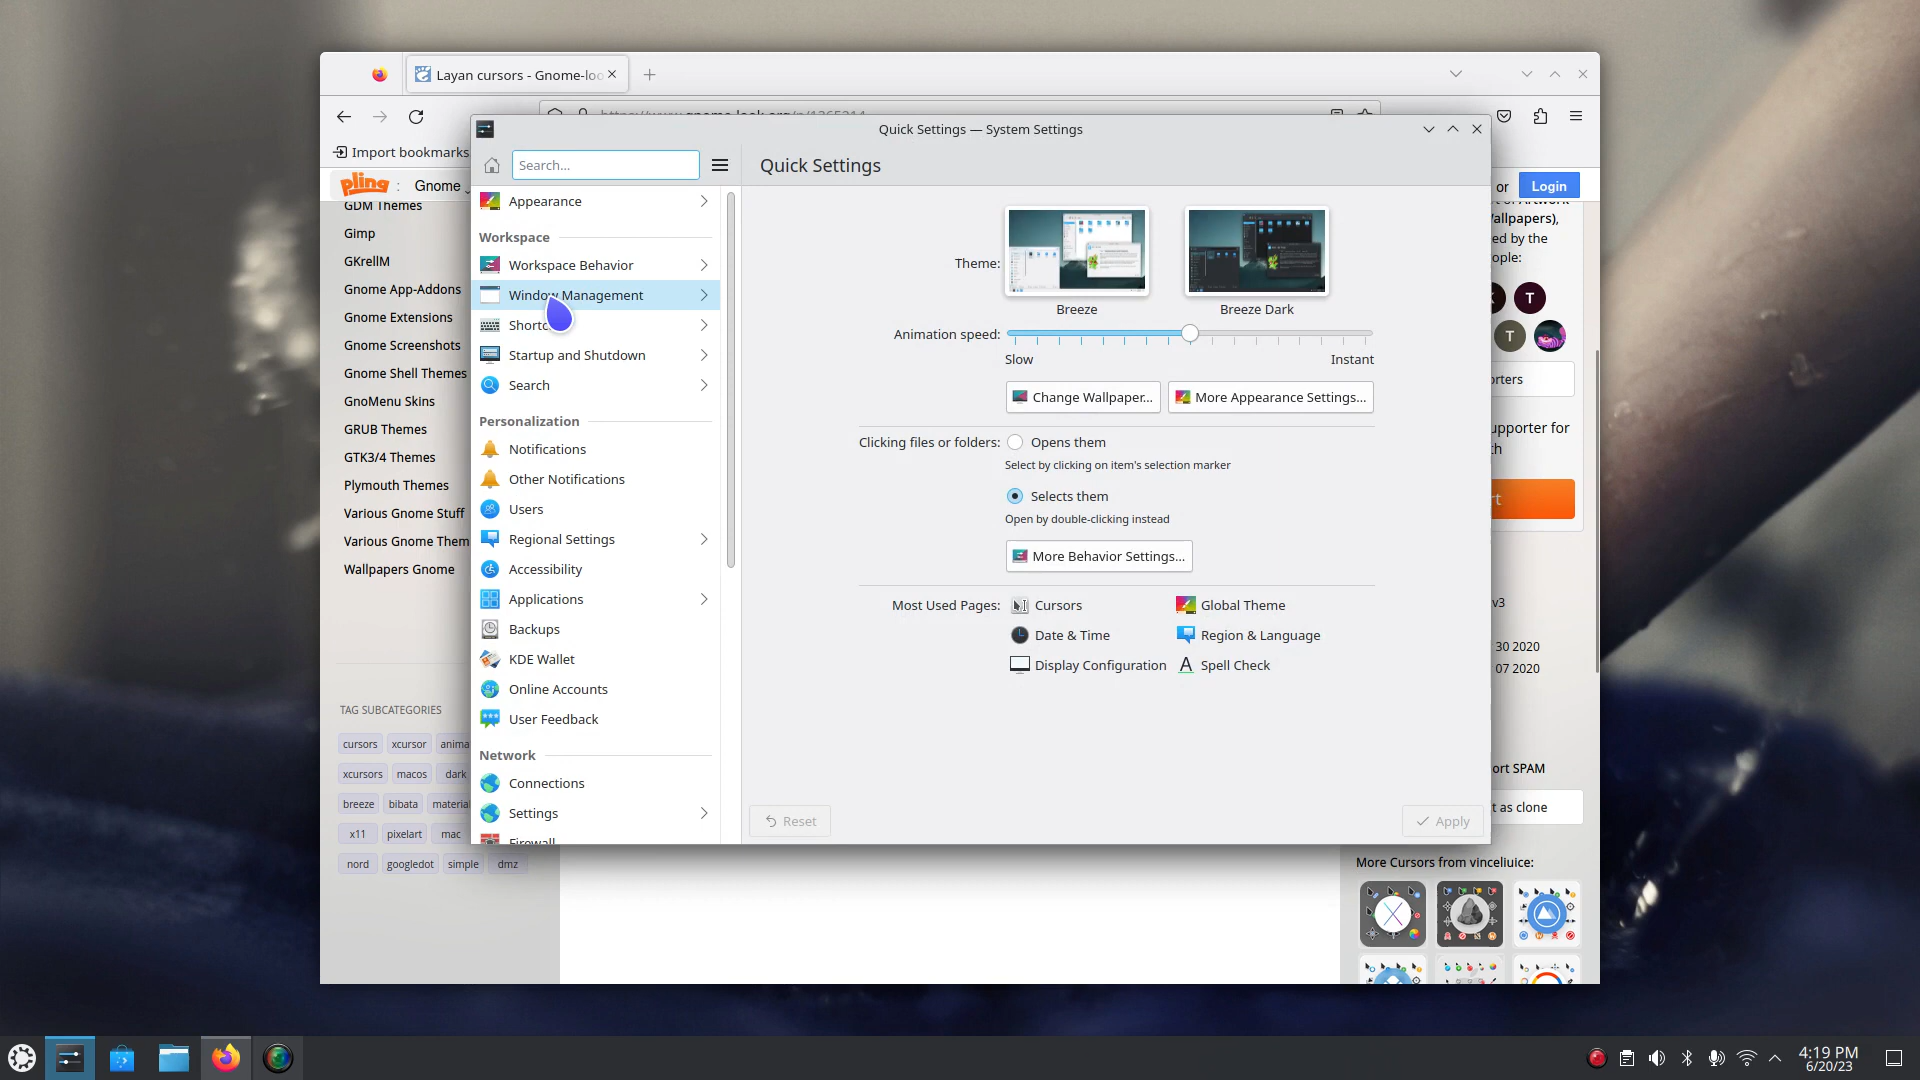 Layan cursors - Gnome-loo
Import bookmarks
pling
:
Gnome
or
Login
GDM Themes
Gimp
GKrellM
Gnome App-Addons
Gnome Extensions
Gnome Screenshots
Gnome Shell Themes
GnoMenu Skins
GRUB Themes
GTK3/4 Themes
Plymouth Themes
Various Gnome Stuff
Various Gnome Them
Wallpapers Gnome
TAG SUBCATEGORIES
cursors xcursor anima
xcursors macos dark
breeze bibata material
x11 pixelart mac
nord googledot simple dmz
Quick Settings — System Settings
Search...
Quick Settings
Appearance
Workspace
Workspace Behavior
Window Management
Startup and Shutdown
Search
Personalization
Notifications
Other Notifications
Users
Regional Settings
Accessibility
Applications
Backups
KDE Wallet
Online Accounts
User Feedback
Network
Connections
Settings
Firewall
Theme:
Breeze
Breeze Dark
Animation speed:
Slow
Instant
Change Wallpaper...
More Appearance Settings...
Clicking files or folders:
Opens them
Select by clicking on item's selection marker
Selects them
Open by double-clicking instead
More Behavior Settings...
Most Used Pages:
Cursors
Global Theme
Date & Time
Region & Language
Display Configuration
Spell Check
Reset
Apply
allpapers),
ed by the
ople:
T
T
orters
upporter for
th
rt
v3
30 2020
07 2020
ort SPAM
t as clone
More Cursors from vinceliuice:
4:19 PM
6/20/23